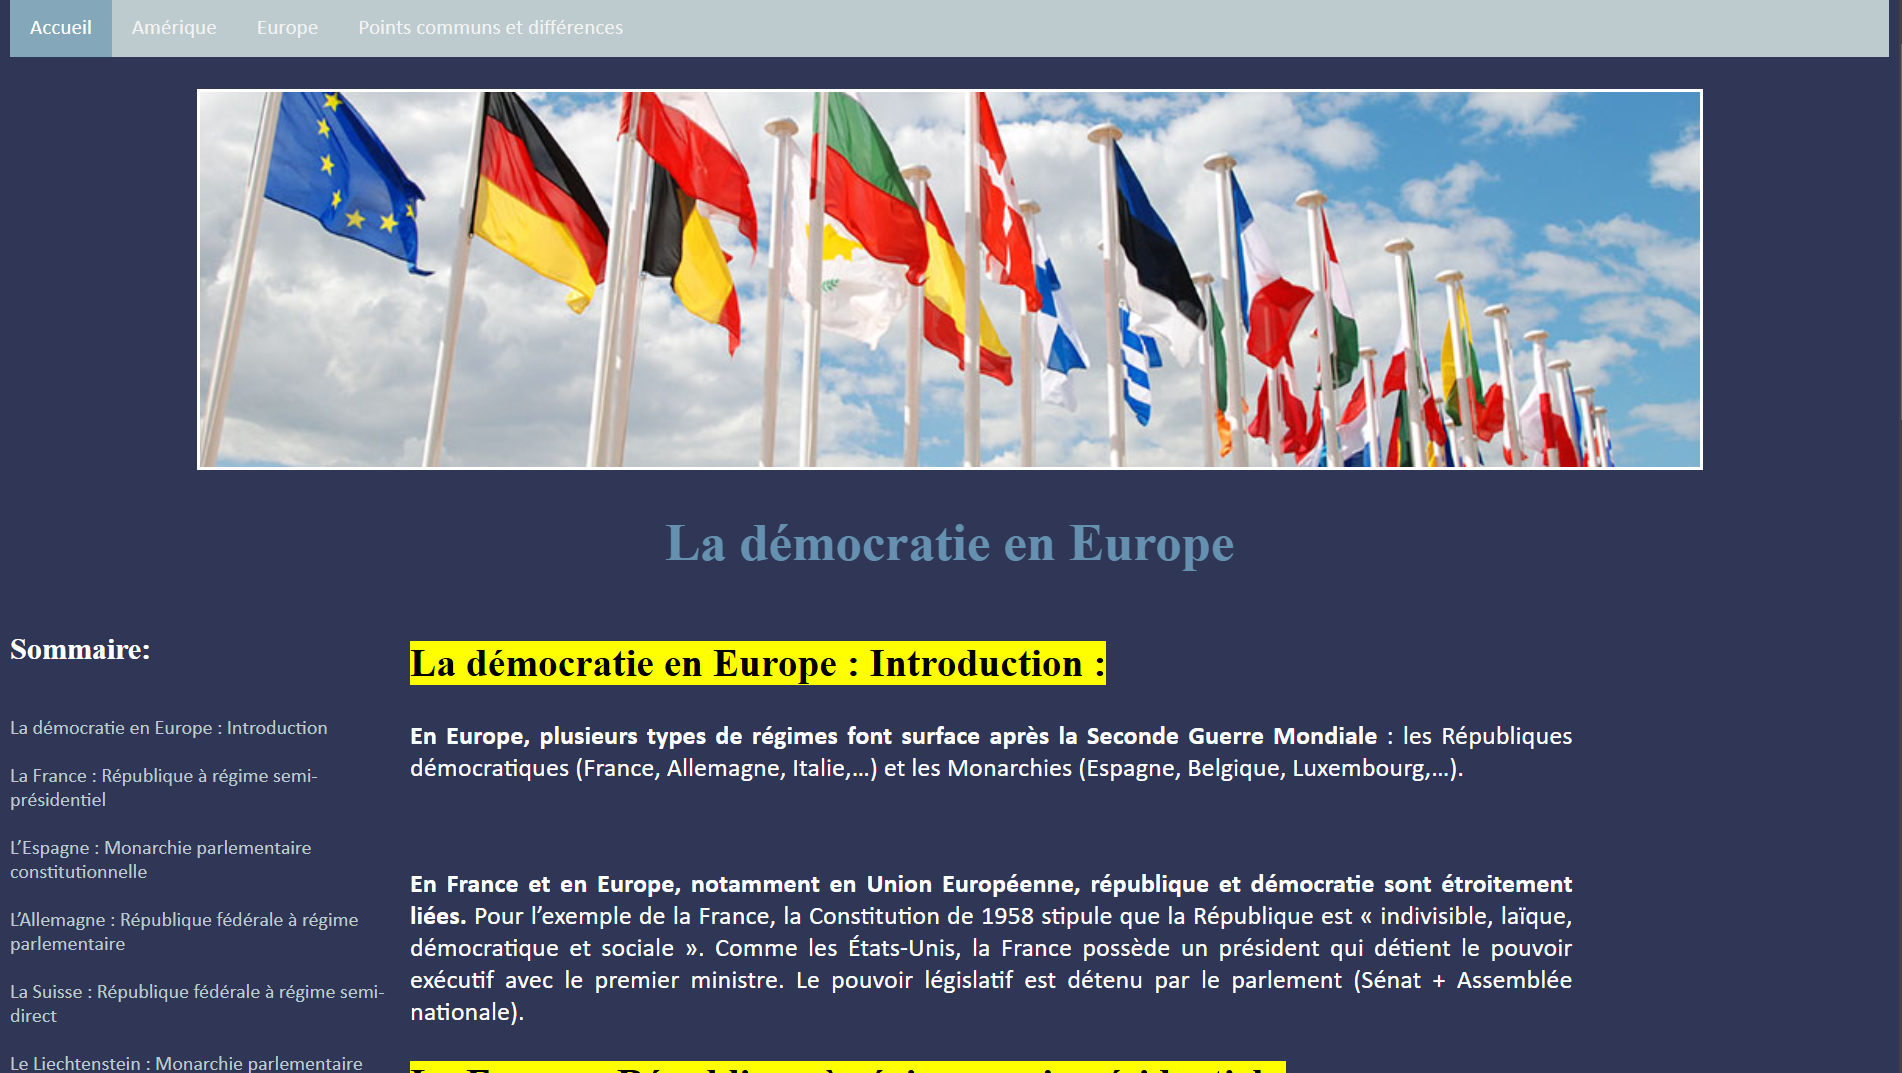 Accueil Amérique Europe Points communs et différences
La démocratie en Europe
Sommaire:
La démocratie en Europe : Introduction
La France : République à régime semi-
présidentiel
L’Espagne : Monarchie parlementaire
constitutionnelle
L’Allemagne : République fédérale à régime
parlementaire
La Suisse : République fédérale à régime semi-
direct
Le Liechtenstein : Monarchie parlementaire
La démocratie en Europe : Introduction :
En Europe, plusieurs types de régimes font surface après la Seconde Guerre Mondiale : les Républiques
démocratiques (France, Allemagne, Italie,…) et les Monarchies (Espagne, Belgique, Luxembourg,…).
En France et en Europe, notamment en Union Européenne, république et démocratie sont étroitement
liées. Pour l’exemple de la France, la Constitution de 1958 stipule que la République est « indivisible, laïque,
démocratique et sociale ». Comme les États-Unis, la France possède un président qui détient le pouvoir
exécutif avec le premier ministre. Le pouvoir législatif est détenu par le parlement (Sénat + Assemblée
nationale).
La France : République à régime semi-présidentiel :